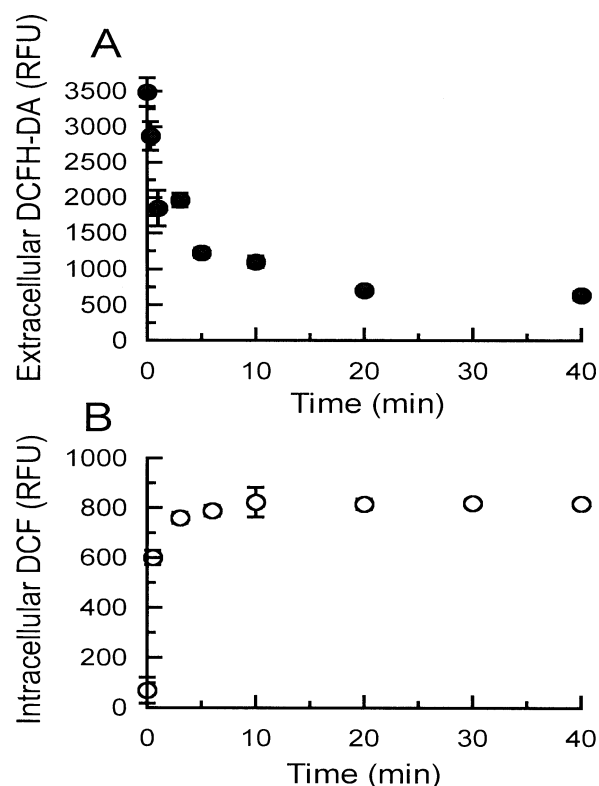 A
Extracellular DCFH-DA (RFU)
3500
3000
2500
2000
1500
1000
500
0
0 10 20 30 40
Time (min)
B
Intracellular DCF (RFU)
1000
800
600
400
200
0
0 10 20 30 40
Time (min)